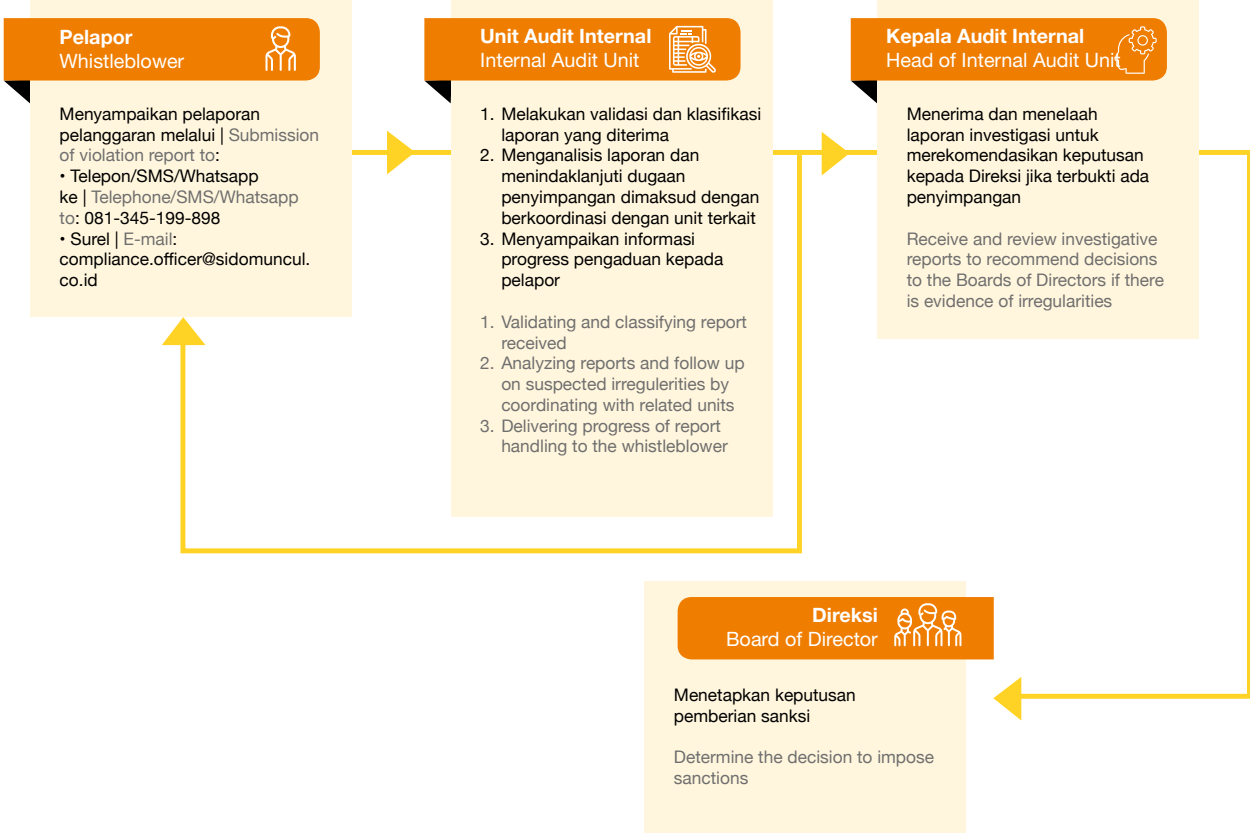 Pelapor
Whistleblower
Menyampaikan pelaporan
pelanggaran melalui | Submission
of violation report to:
• Telepon/SMS/Whatsapp
ke | Telephone/SMS/Whatsapp
to: 081-345-199-898
• Surel | E-mail:
compliance.officer@sidomuncul.
co.id
Unit Audit Internal
Internal Audit Unit
1. Melakukan validasi dan klasifikasi
laporan yang diterima
2. Menganalisis laporan dan
menindaklanjuti dugaan
penyimpangan dimaksud dengan
berkoordinasi dengan unit terkait
3. Menyampaikan informasi
progress pengaduan kepada
pelapor
1. Validating and classifying report
received
2. Analyzing reports and follow up
on suspected irregulerities by
coordinating with related units
3. Delivering progress of report
handling to the whistleblower
Kepala Audit Internal
Head of Internal Audit Unit
Menerima dan menelaah
laporan investigasi untuk
merekomendasikan keputusan
kepada Direksi jika terbukti ada
penyimpangan
Receive and review investigative
reports to recommend decisions
to the Boards of Directors if there
is evidence of irregularities
Direksi
Board of Director
Menetapkan keputusan
pemberian sanksi
Determine the decision to impose
sanctions